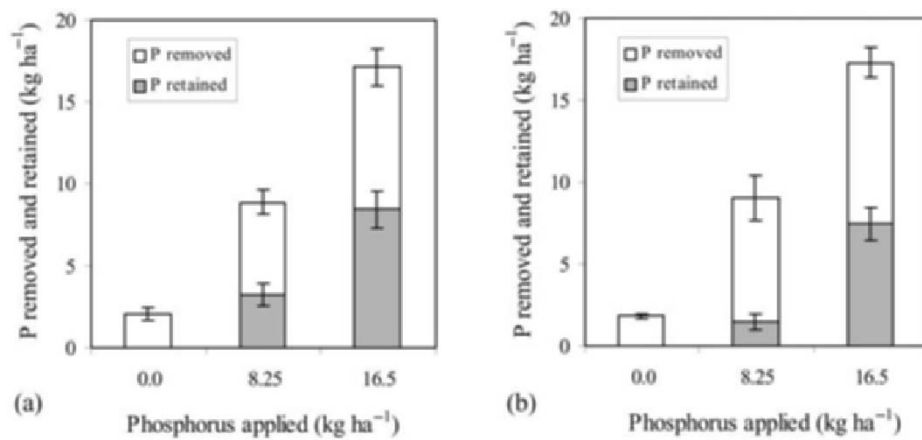 20
15
10
5
0
P removed and retained (kg ha⁻¹)
P removed
P retained
0.0 8.25 16.5
(a)
Phosphorus applied (kg ha⁻¹)
20
15
10
5
0
P removed and retained (kg ha⁻¹)
P removed
P retained
0.0 8.25 16.5
(b)
Phosphorus applied (kg ha⁻¹)